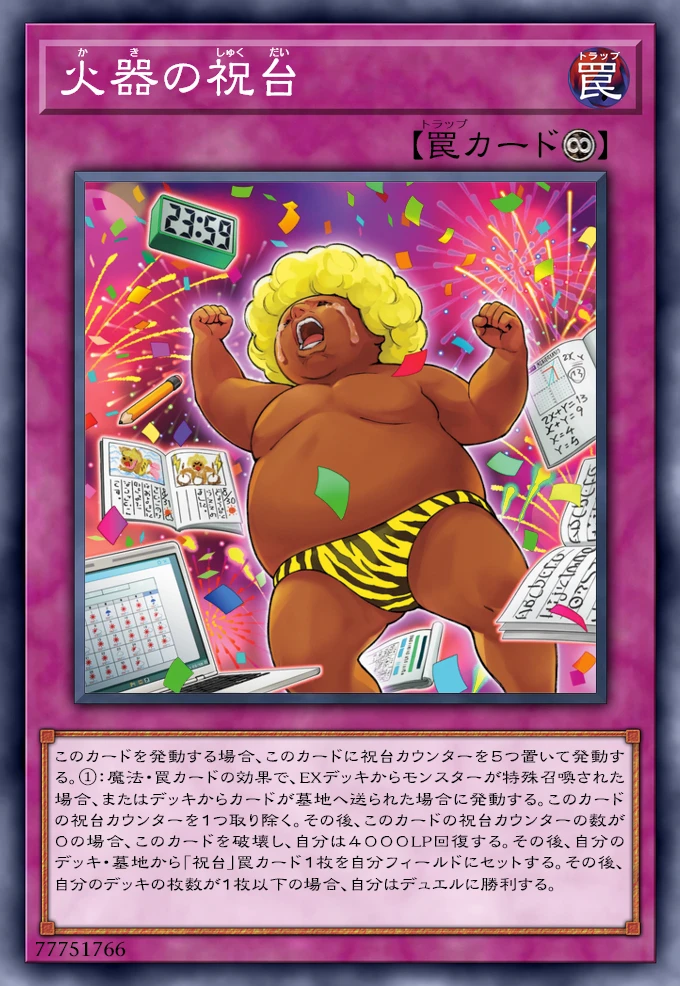 火器の祝台
かき しゅくだい
トラップ
罠
トラップ
【罠カード】
23:59
2X Y
13
2X+Y=13
X+Y=9
X=4
Y=5
このカードを発動する場合、このカードに祝台カウンターを5つ置いて発動す
る。①:魔法・罠カードの効果で、EXデッキからモンスターが特殊召喚された
場合、またはデッキからカードが墓地へ送られた場合に発動する。このカード
の祝台カウンターを1つ取り除く。その後、このカードの祝台カウンターの数が
0の場合、このカードを破壊し、自分は4000LP回復する。その後、自分の
デッキ・墓地から「祝台」罠カード1枚を自分フィールドにセットする。その後、
自分のデッキの枚数が1枚以下の場合、自分はデュエルに勝利する。
77751766